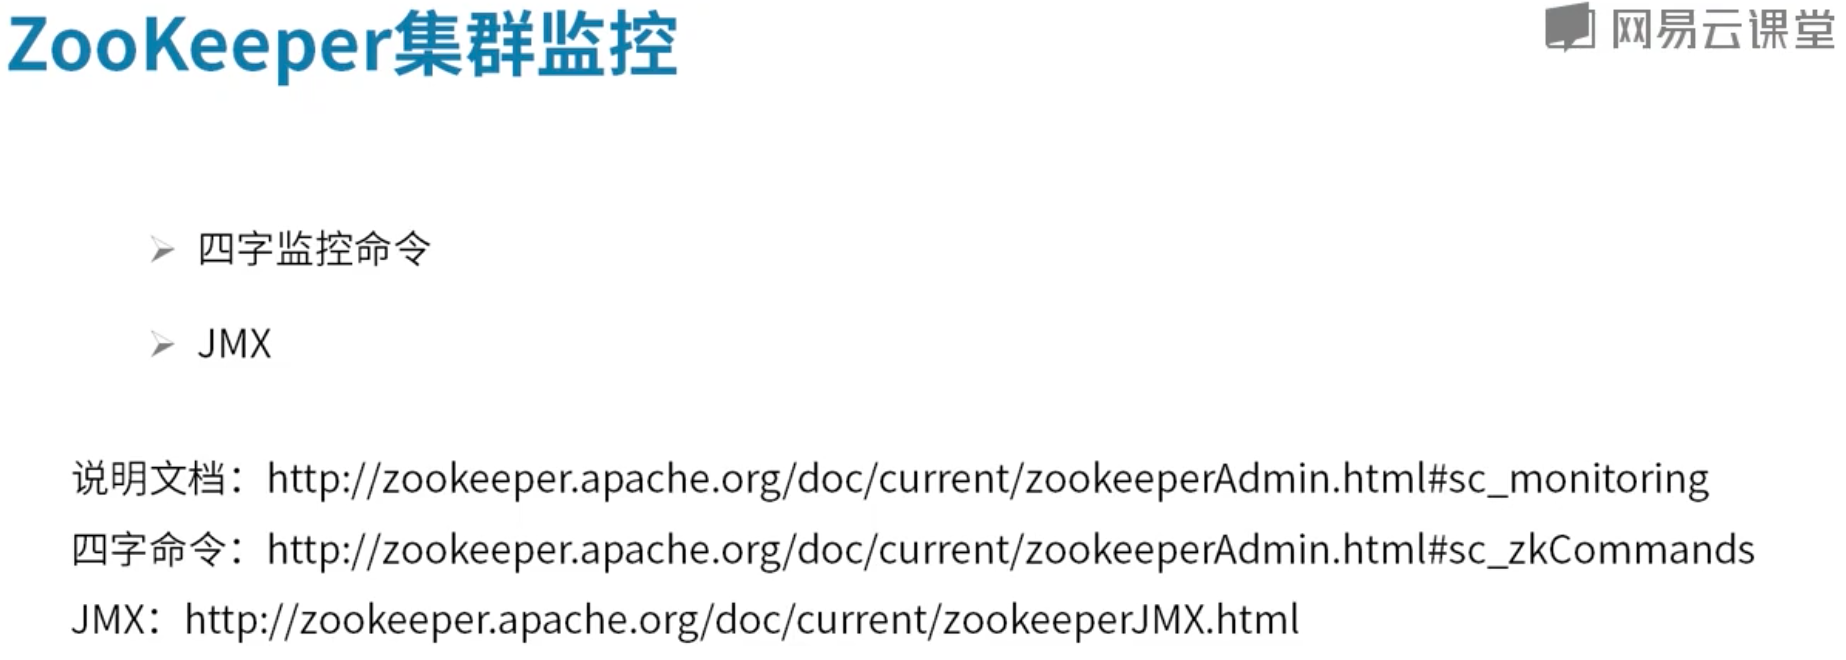 ZooKeeper集群监控
网易云课堂
四字监控命令
JMX
说明文档：http://zookeeper.apache.org/doc/current/zookeeperAdmin.html#sc_monitoring
四字命令：http://zookeeper.apache.org/doc/current/zookeeperAdmin.html#sc_zkCommands
JMX：http://zookeeper.apache.org/doc/current/zookeeperJMX.html